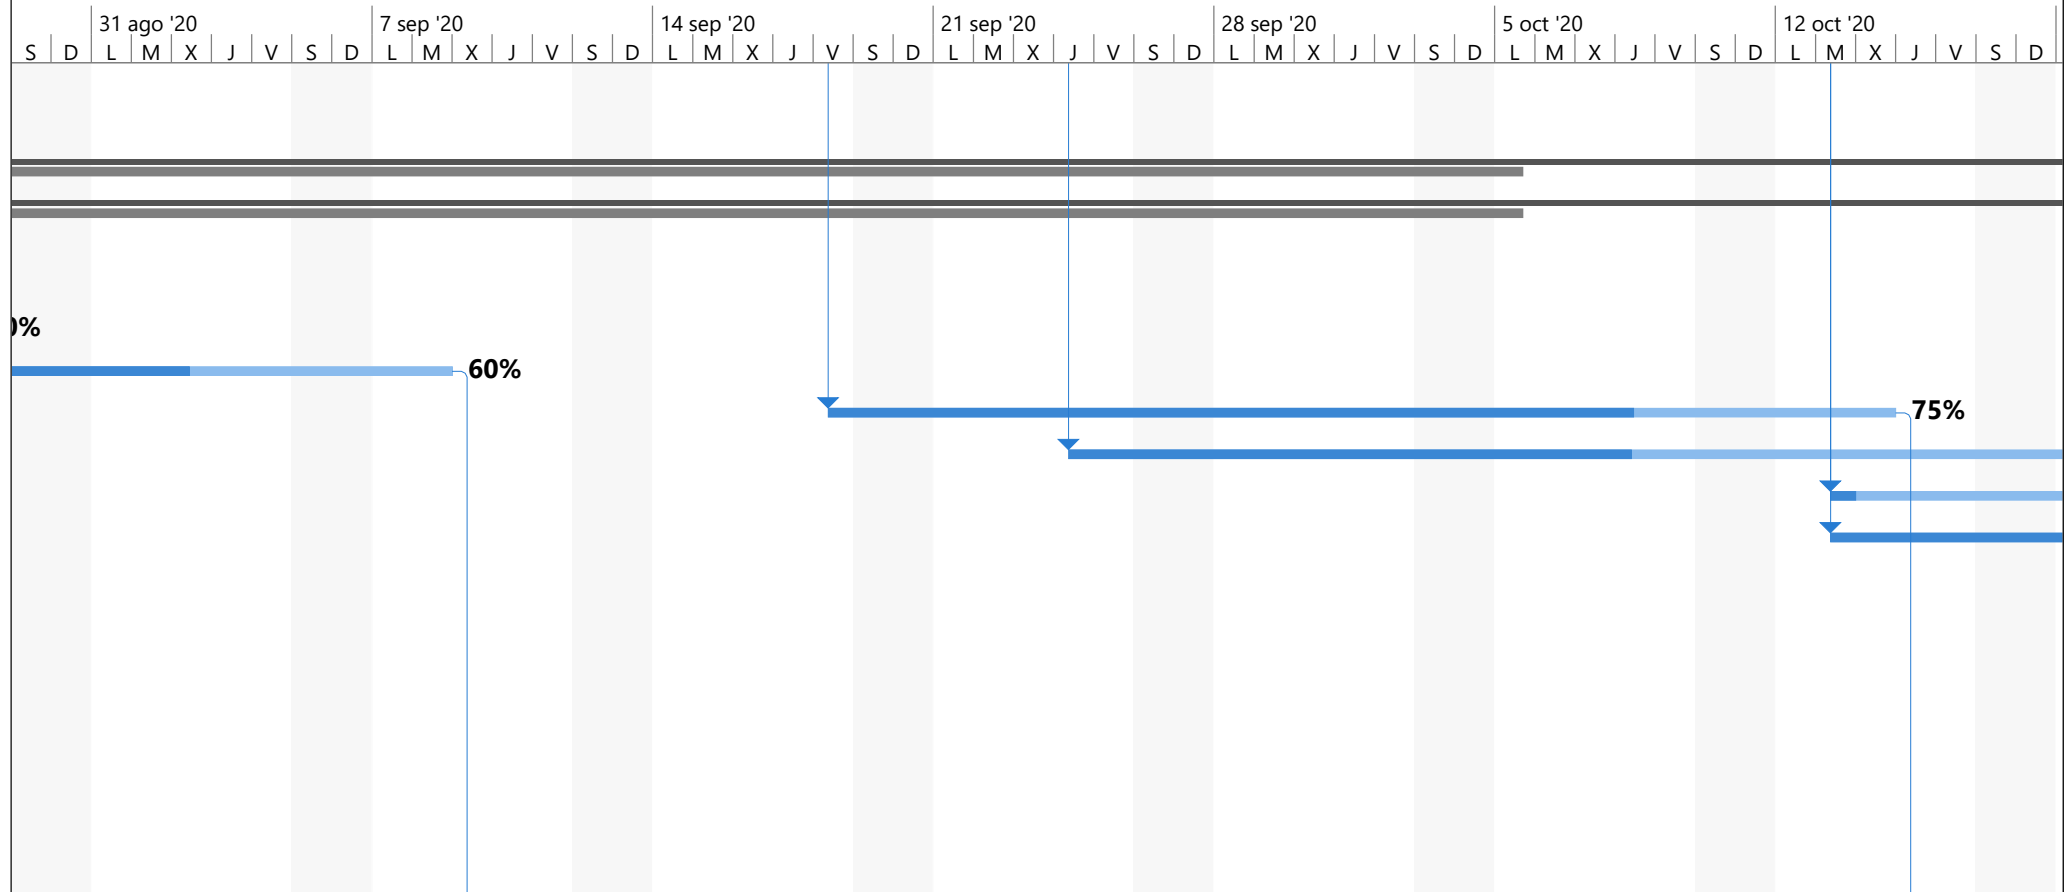 31 ago '20 7 sep '20 14 sep '20 21 sep '20 28 sep '20 5 oct '20 12 oct '20
S D L M X J V S D L M X J V S D L M X J V S D L M X J V S D L M X J V S D L M X J V S D L M X J V S D
0%
60%
75%